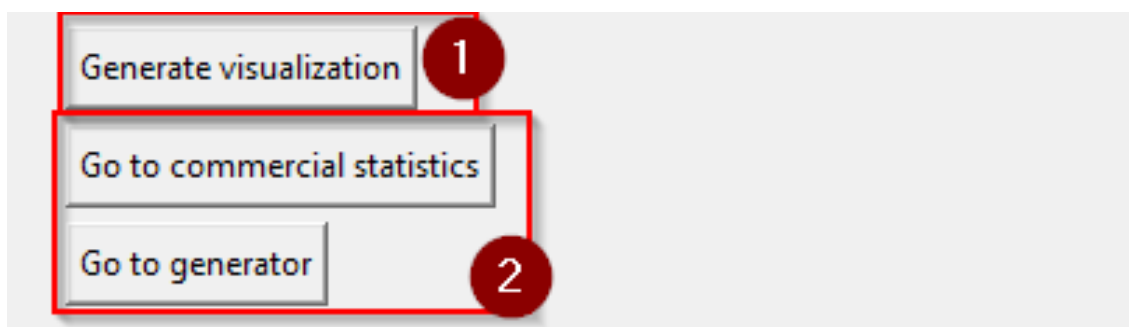 Generate visualization
1
Go to commercial statistics
Go to generator
2